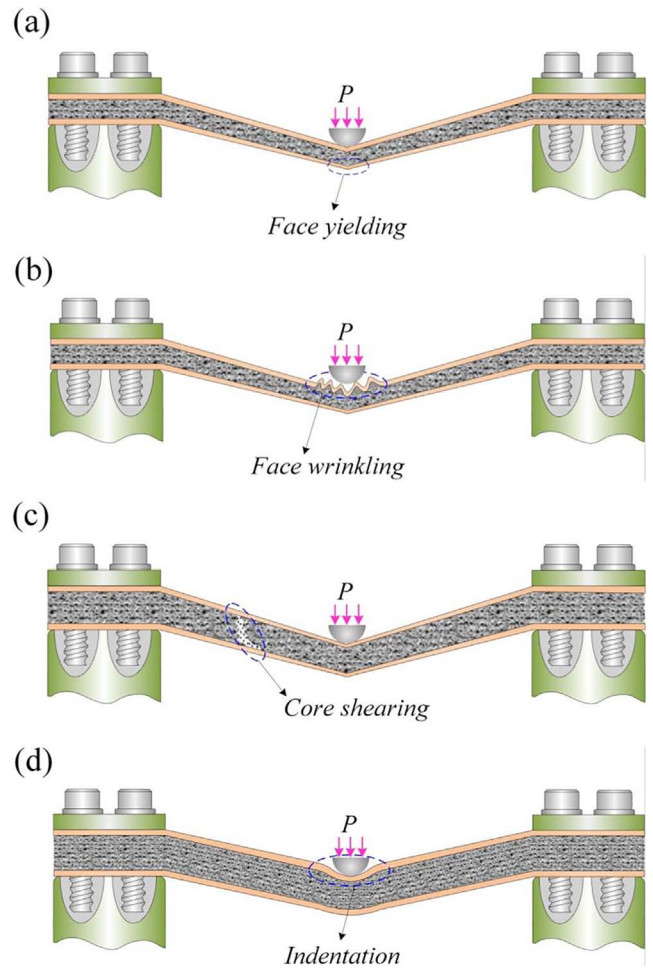 (a)
P
Face yielding
(b)
P
Face wrinkling
(c)
P
Core shearing
(d)
P
Indentation